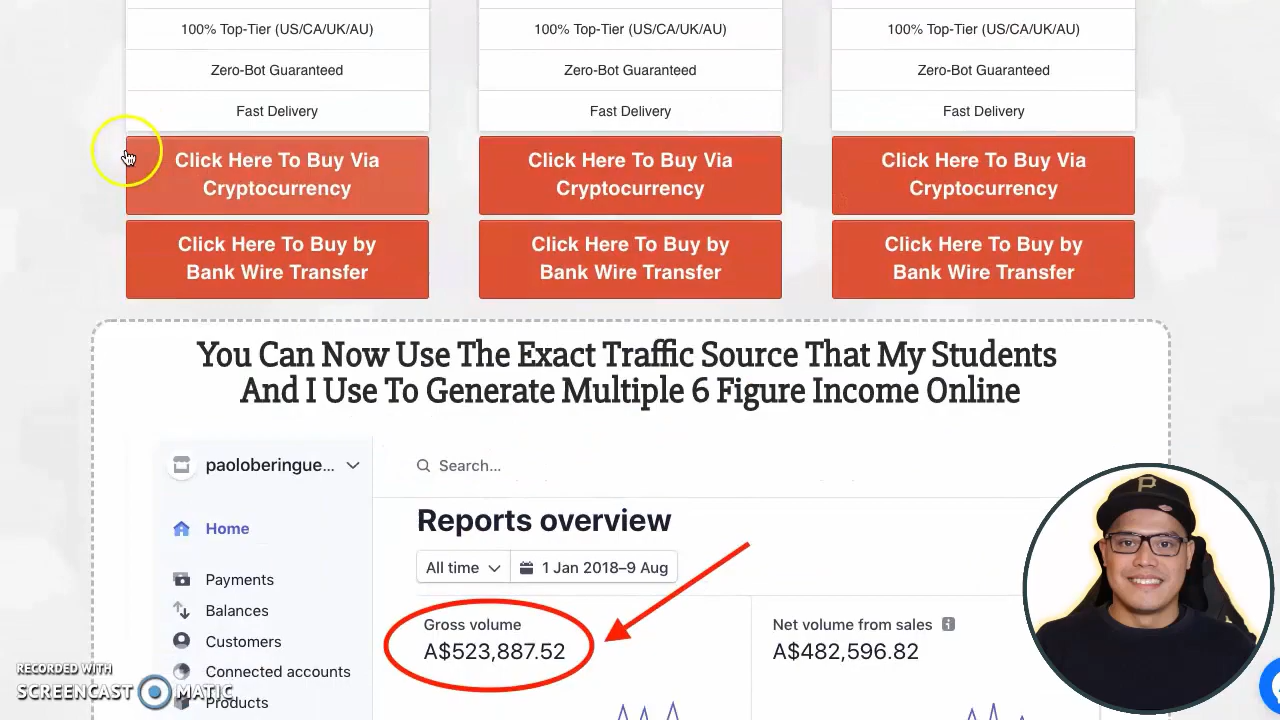 100% Top-Tier (US/CA/UK/AU) 100% Top-Tier (US/CA/UK/AU) 100% Top-Tier (US/CA/UK/AU)
Zero-Bot Guaranteed Zero-Bot Guaranteed Zero-Bot Guaranteed
Fast Delivery Fast Delivery Fast Delivery
Click Here To Buy Via
Cryptocurrency
Click Here To Buy Via
Cryptocurrency
Click Here To Buy Via
Cryptocurrency
Click Here To Buy by
Bank Wire Transfer
Click Here To Buy by
Bank Wire Transfer
Click Here To Buy by
Bank Wire Transfer
You Can Now Use The Exact Traffic Source That My Students
And I Use To Generate Multiple 6 Figure Income Online
paoloberingue...
Search...
Home
Payments
Balances
Customers
Connected accounts
Products
Reports overview
All time
1 Jan 2018–9 Aug
Gross volume
A$523,887.52
Net volume from sales
A$482,596.82
P
RECORDED WITH
SCREENCAST MATIC